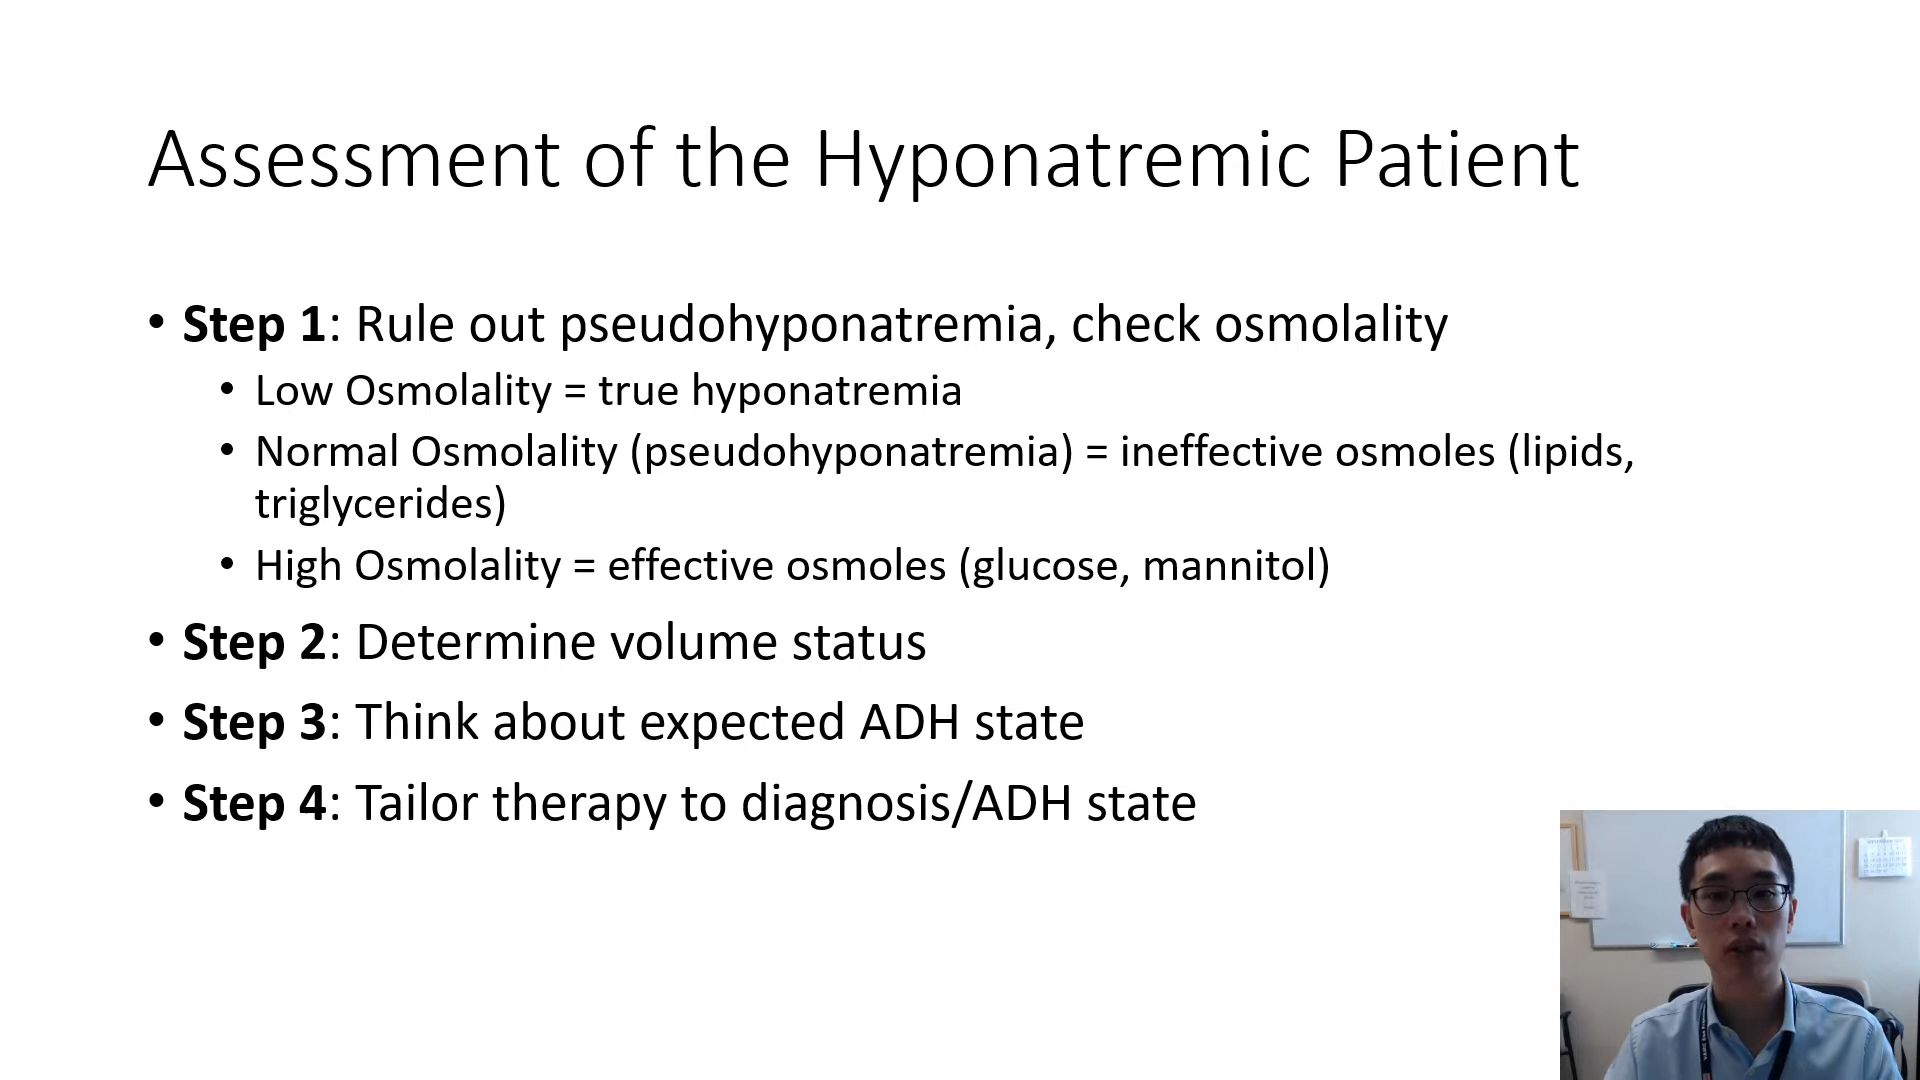 Assessment of the Hyponatremic Patient
• Step 1: Rule out pseudohyponatremia, check osmolality
• Low Osmolality = true hyponatremia
• Normal Osmolality (pseudohyponatremia) = ineffective osmoles (lipids,
triglycerides)
• High Osmolality = effective osmoles (glucose, mannitol)
• Step 2: Determine volume status
• Step 3: Think about expected ADH state
• Step 4: Tailor therapy to diagnosis/ADH state